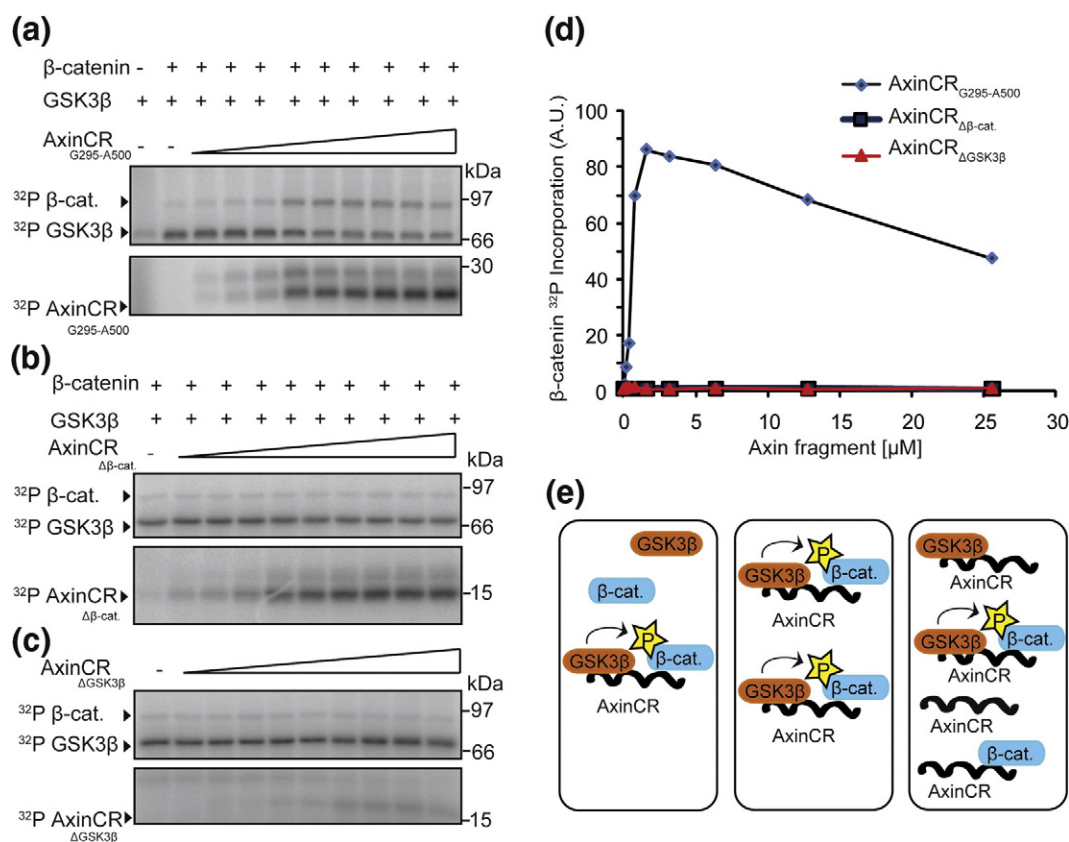 (a)
β-catenin - + + + + + + + + + +
GSK3β + + + + + + + + + + +
AxinCR G295-A500 - -
kDa
32P β-cat. -97
32P GSK3β -66
-30
32P AxinCR G295-A500
(b)
β-catenin + + + + + + + + + +
GSK3β + + + + + + + + + +
AxinCR Δβ-cat. -
kDa
32P β-cat. -97
32P GSK3β -66
32P AxinCR Δβ-cat. -15
(c)
AxinCR ΔGSK3β -
kDa
32P β-cat. -97
32P GSK3β -66
32P AxinCR ΔGSK3β -15
(d)
β-catenin 32P Incorporation (A.U.)
100
80
60
40
20
0
0 5 10 15 20 25 30
Axin fragment [µM]
AxinCR G295-A500
AxinCR Δβ-cat.
AxinCR ΔGSK3β
(e)
GSK3β
β-cat.
P
GSK3β β-cat.
AxinCR
P
GSK3β β-cat.
AxinCR
P
GSK3β β-cat.
AxinCR
GSK3β
AxinCR
P
GSK3β β-cat.
AxinCR
AxinCR
β-cat.
AxinCR